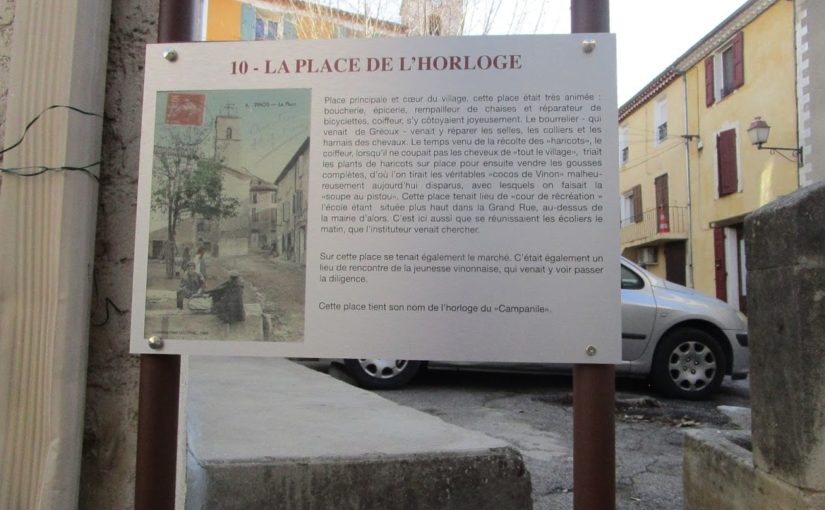 10 - LA PLACE DE L'HORLOGE
VINON — La Place
Place principale et cœur du village, cette place était très animée :
boucherie, épicerie, rempailleur de chaises et réparateur de
bicyclettes, coiffeur, s'y côtoyaient joyeusement. Le bourrelier - qui
venait de Gréoux - venait y réparer les selles, les colliers et les
harnais des chevaux. Le temps venu de la récolte des «haricots», le
coiffeur, lorsqu'il ne coupait pas les cheveux de «tout le village», triait
les plants de haricots sur place pour ensuite vendre les gousses
complètes, d'où l'on tirait les véritables «cocos de Vinon» malheu-
reusement aujourd'hui disparus, avec lesquels on faisait la
«soupe au pistou». Cette place tenait lieu de «cour de récréation»
l'école étant située plus haut dans la Grand Rue, au-dessus de
la mairie d'alors. C'est ici aussi que se réunissaient les écoliers le
matin, que l'instituteur venait chercher.
Sur cette place se tenait également le marché. C'était également un
lieu de rencontre de la jeunesse vinonnaise, qui venait y voir passer
la diligence.
Cette place tient son nom de l'horloge du «Campanile».